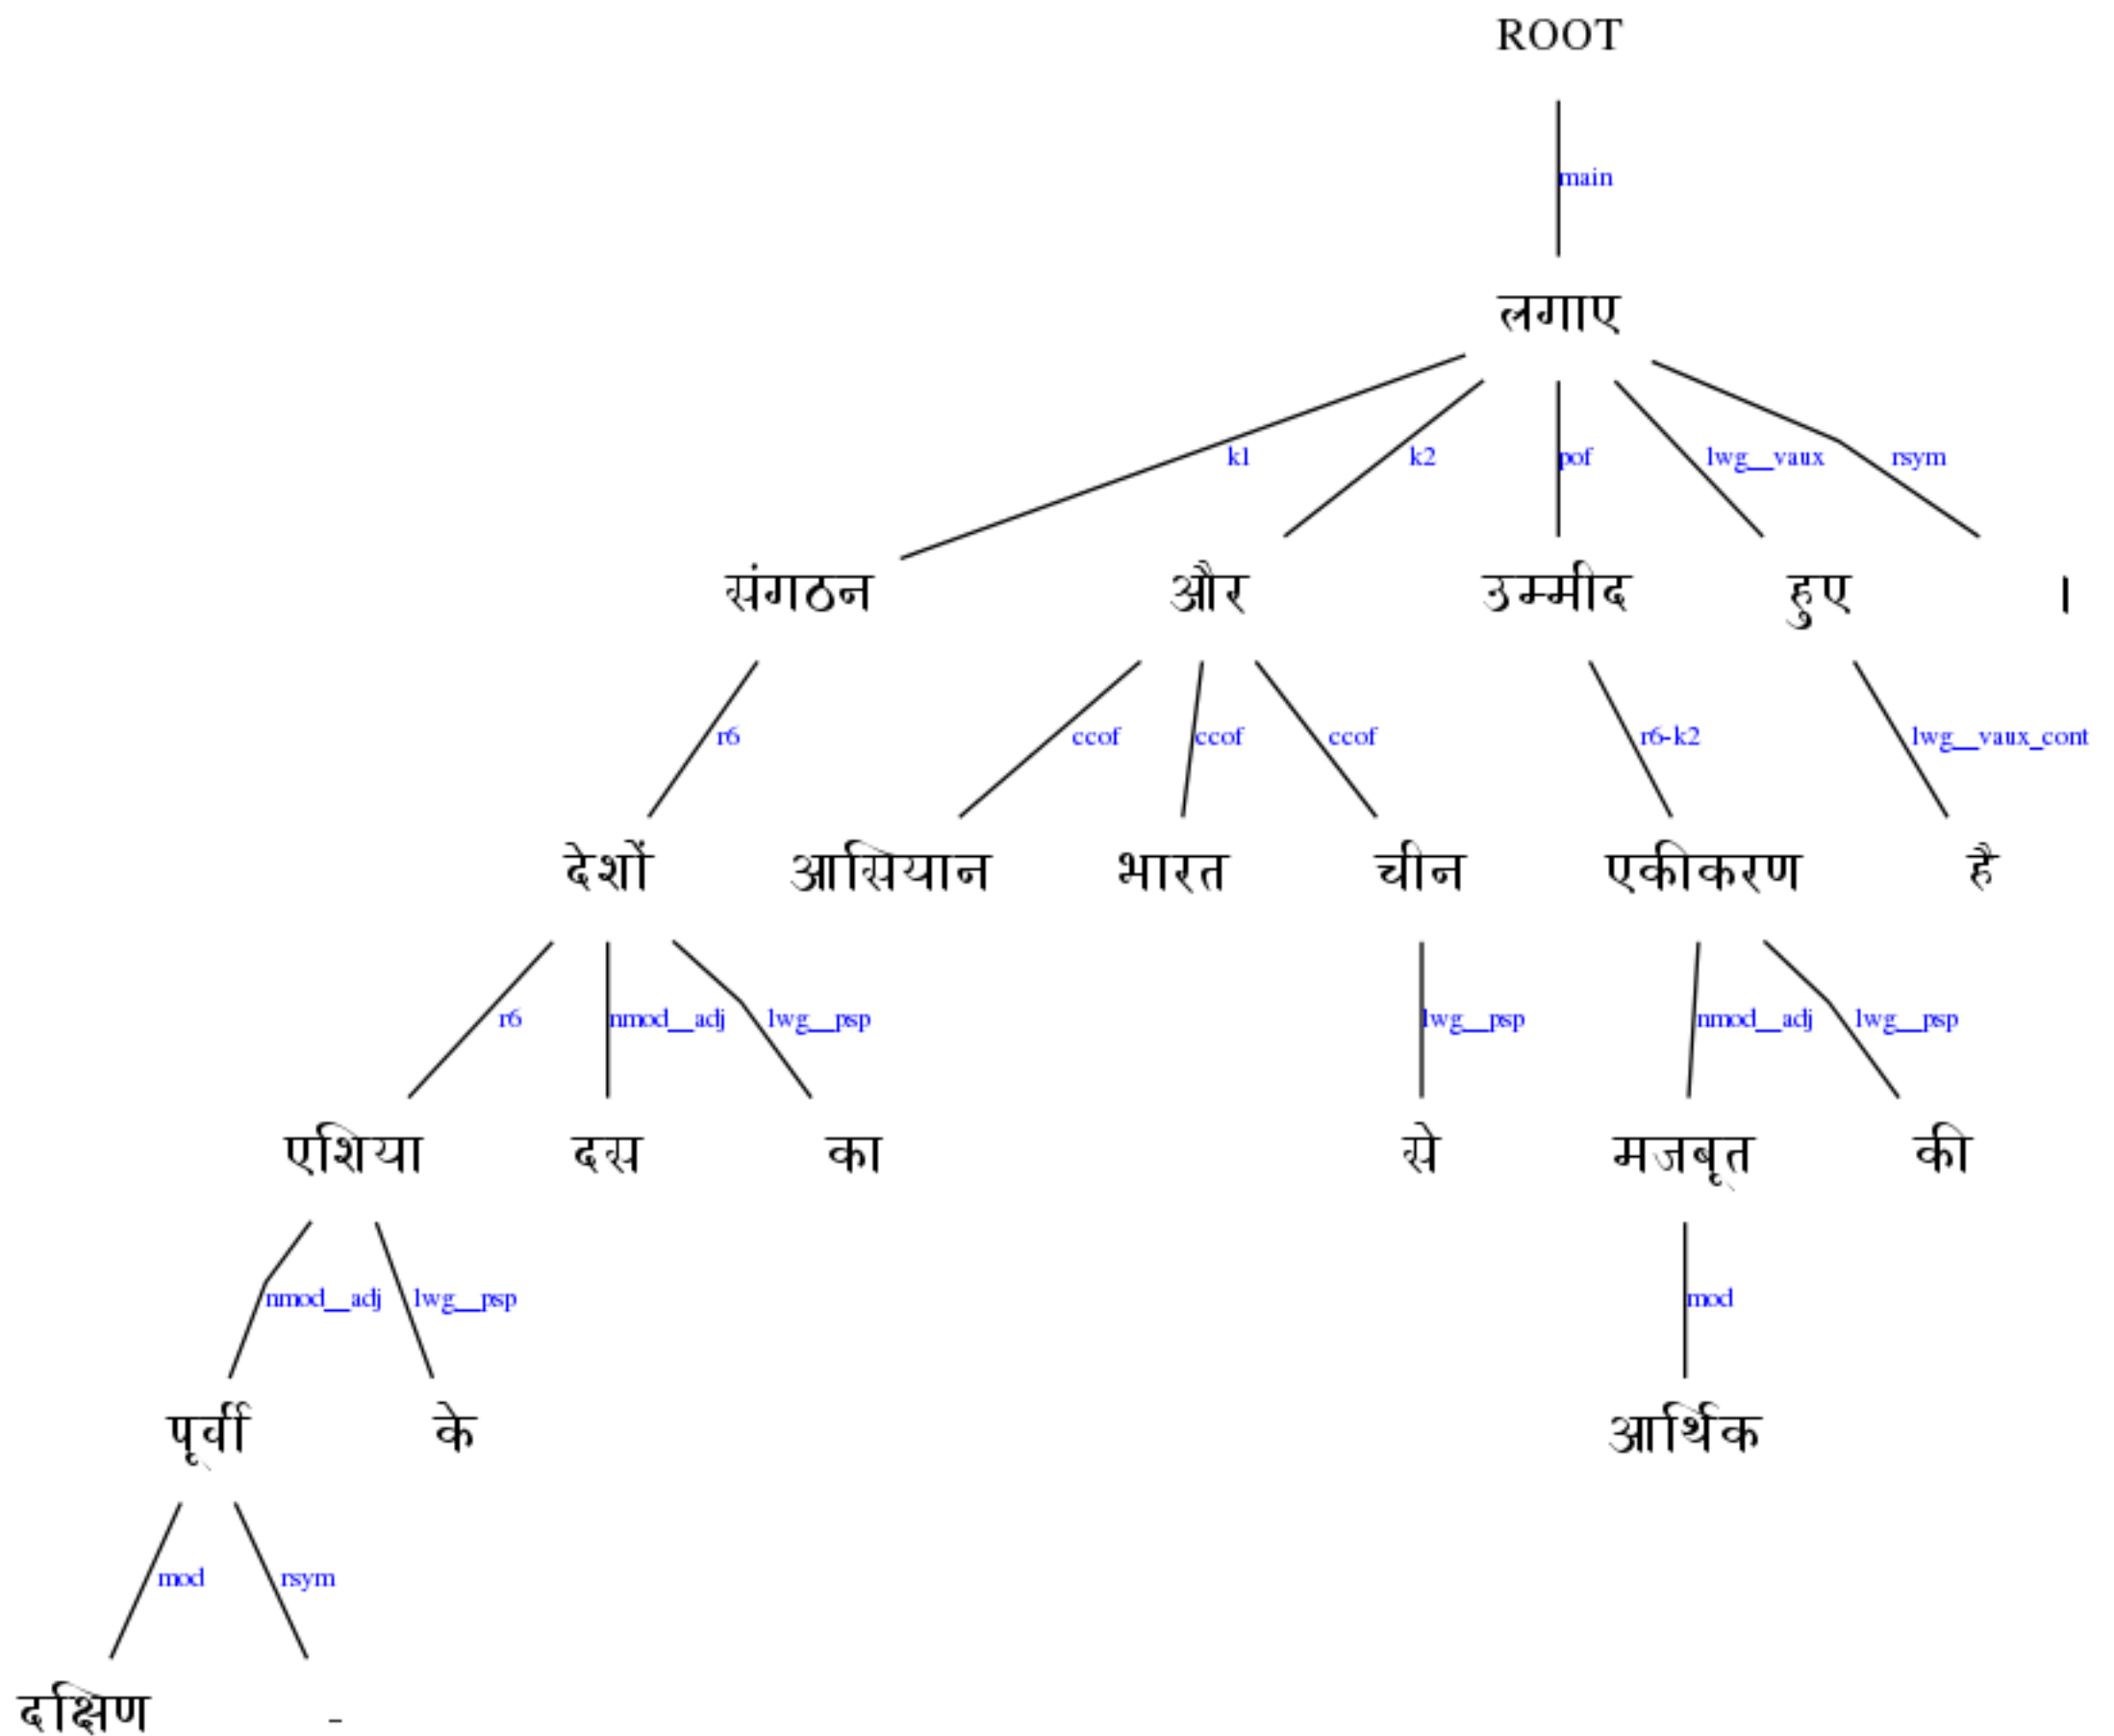 ROOT
main
लगाए
k1 k2 pof lwg__vaux rsym
संगठन और उम्मीद हुए ।
r6 ccof ccof ccof r6-k2 lwg__vaux_cont
देशों आसियान भारत चीन एकीकरण है
r6 nmod__adj lwg__psp lwg__psp nmod__adj lwg__psp
एशिया दस का से मजबूत की
nmod__adj lwg__psp mod
पूर्वी के आर्थिक
mod rsym
दक्षिण -